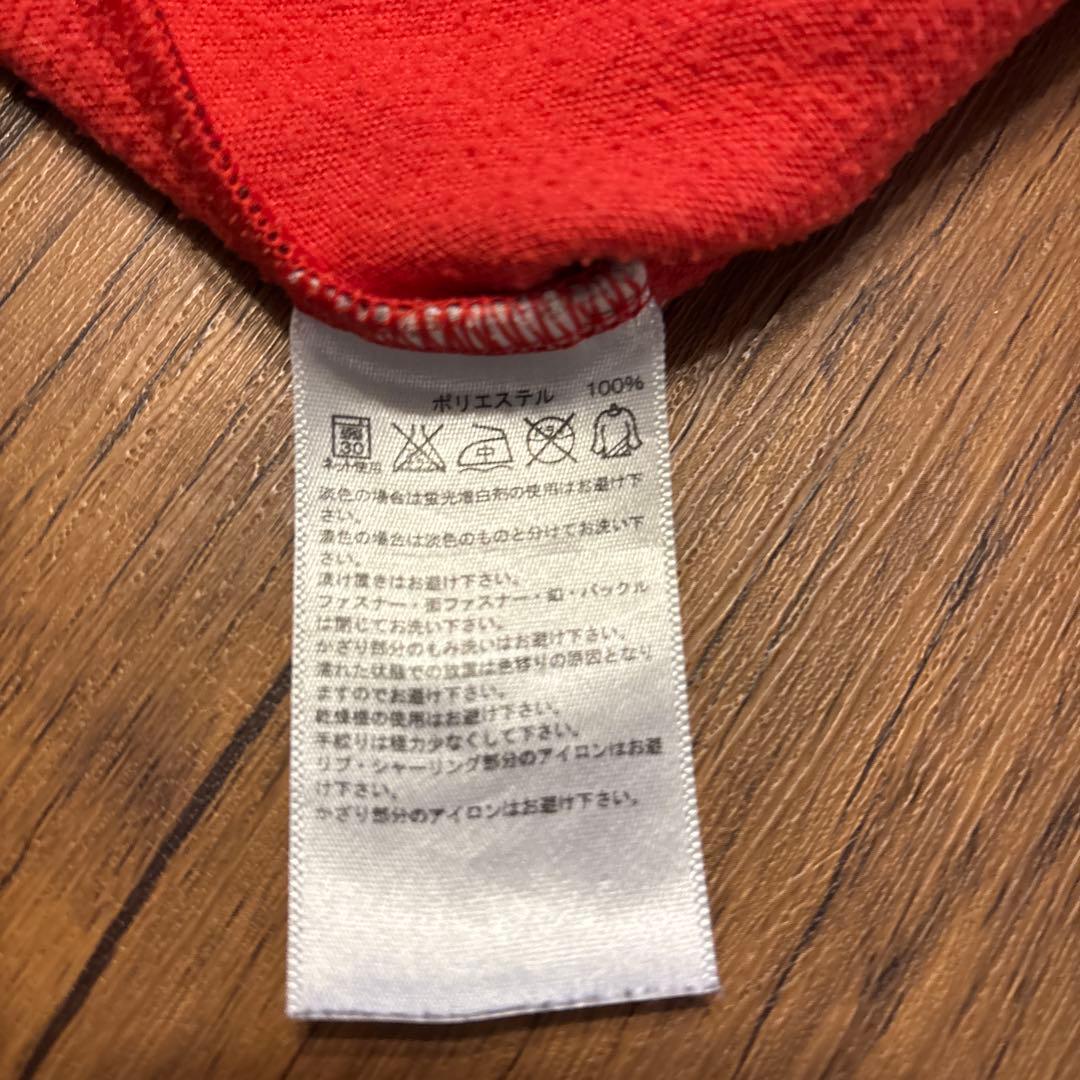 ポリエステル 100%
弱 30 中
ネット使用
淡色の場合は蛍光増白剤の使用はお避け下
さい。
濃色の場合は淡色のものと分けてお洗い下
さい。
漬け置きはお避け下さい。
ファスナー・面ファスナー・釦・バックル
は閉じてお洗い下さい。
かざり部分のもみ洗いはお避け下さい。
濡れた状態での放置は色移りの原因となり
ますのでお避け下さい。
乾燥機の使用はお避け下さい。
手絞りは極力少なくして下さい。
リブ・シャーリング部分のアイロンはお避
け下さい。
かざり部分のアイロンはお避け下さい。